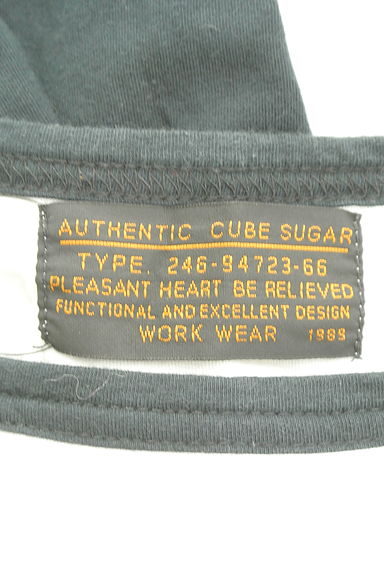 AUTHENTIC CUBE SUGAR
TYPE. 246-94723-66
PLEASANT HEART BE RELIEVED
FUNCTIONAL AND EXCELLENT DESIGN
WORK WEAR 1989